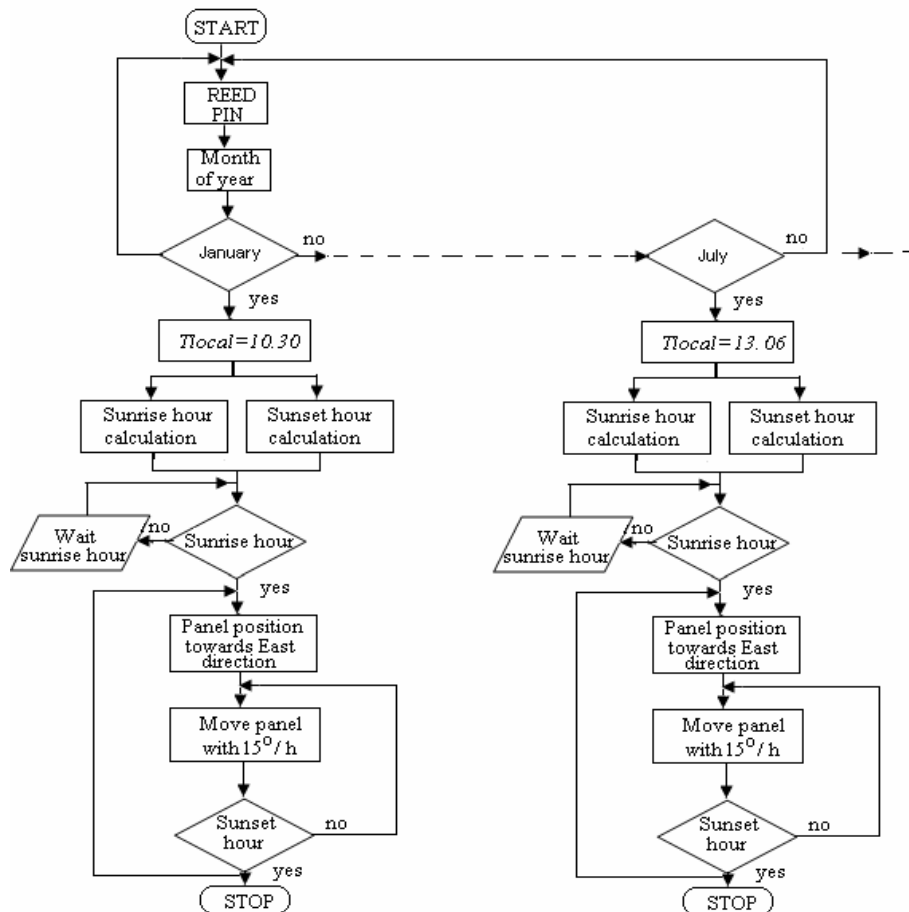 START
REED
PIN
Month
of year
January
no
July
no
yes
yes
Tlocal=10.30
Tlocal=13.06
Sunrise hour
calculation
Sunset hour
calculation
Sunrise hour
calculation
Sunset hour
calculation
Wait
sunrise hour
no
Sunrise hour
Wait
sunrise hour
no
Sunrise hour
yes
yes
Panel position
towards East
direction
Panel position
towards East
direction
Move panel
with 15º/h
Move panel
with 15º/h
Sunset
hour
no
Sunset
hour
no
yes
yes
STOP
STOP